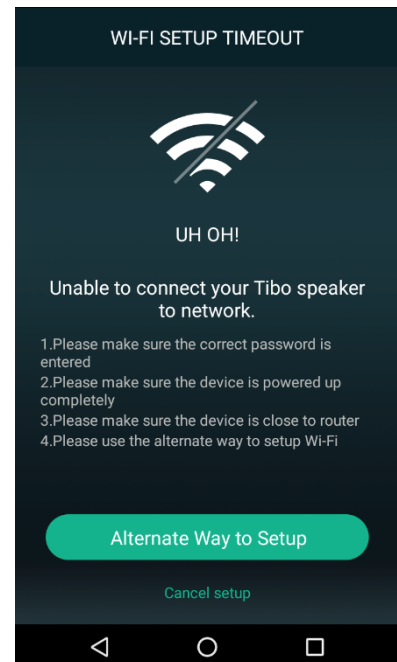 WI-FI SETUP TIMEOUT
UH OH!
Unable to connect your Tibo speaker
to network.
1.Please make sure the correct password is
entered
2.Please make sure the device is powered up
completely
3.Please make sure the device is close to router
4.Please use the alternate way to setup Wi-Fi
Alternate Way to Setup
Cancel setup